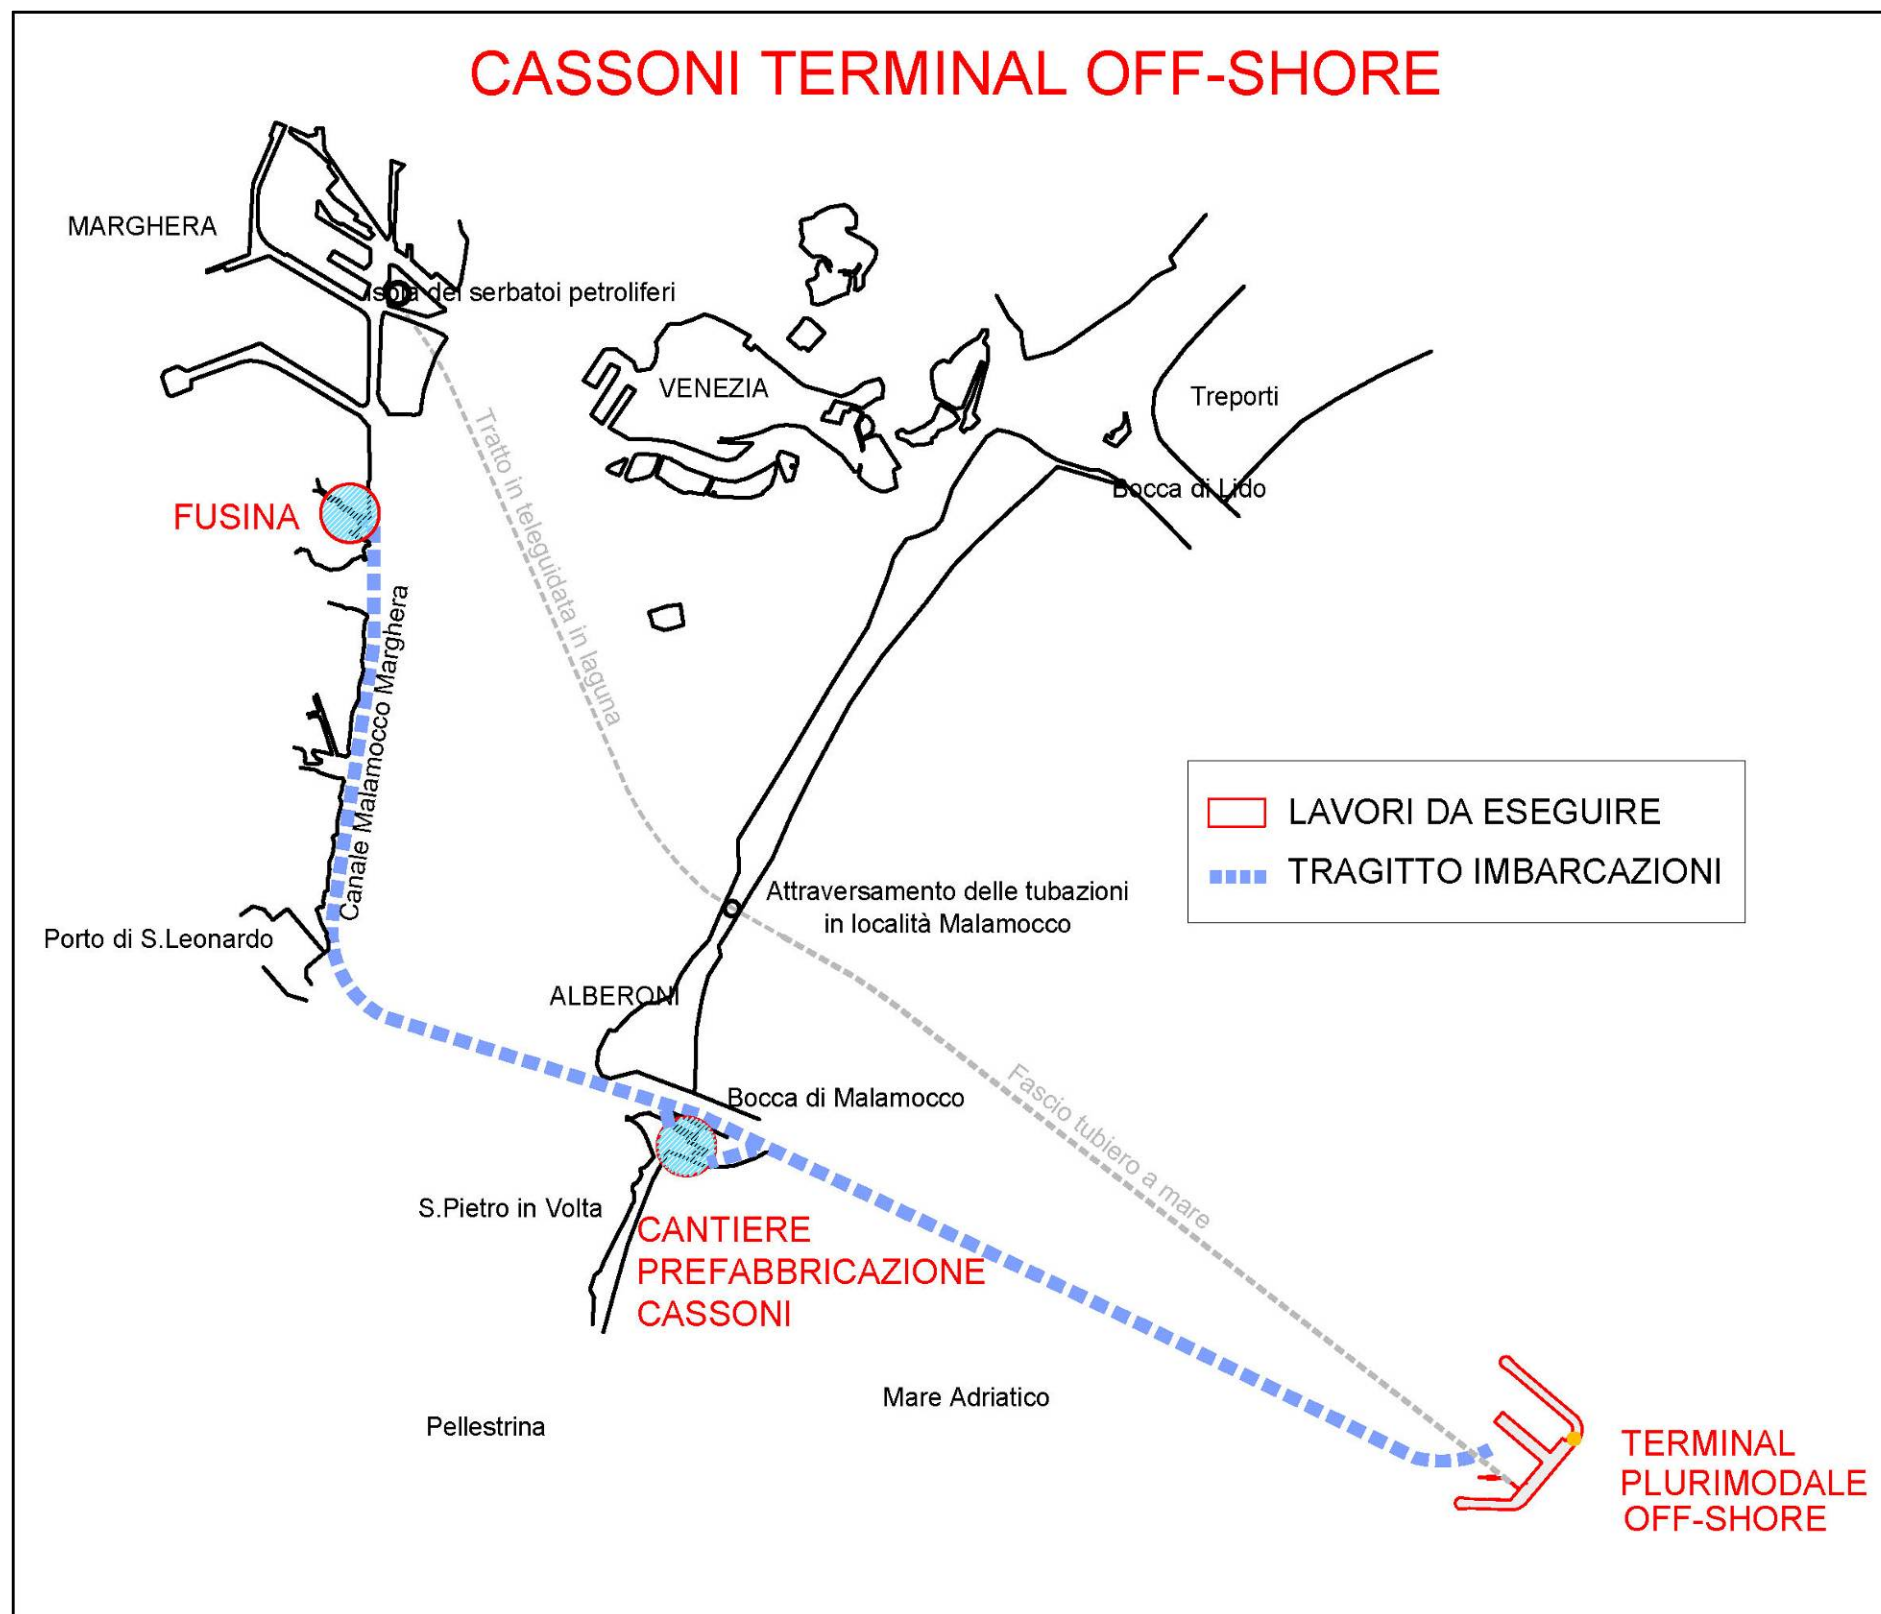 CASSONI TERMINAL OFF-SHORE
MARGHERA
Isola dei serbatoi petroliferi
VENEZIA
Treporti
Bocca di Lido
FUSINA
Tratto in teleguidata in laguna
Canale Malamocco Marghera
LAVORI DA ESEGUIRE
TRAGITTO IMBARCAZIONI
Attraversamento delle tubazioni
in località Malamocco
Porto di S.Leonardo
ALBERONI
Bocca di Malamocco
Fascio tubiero a mare
S.Pietro in Volta
CANTIERE
PREFABBRICAZIONE
CASSONI
Mare Adriatico
Pellestrina
TERMINAL
PLURIMODALE
OFF-SHORE